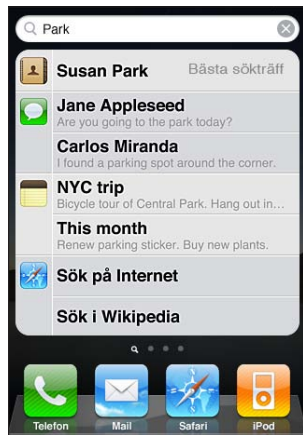 Park
Susan Park Bästa sökträff
Jane Appleseed
Are you going to the park today?
Carlos Miranda
I found a parking spot around the corner.
NYC trip
Bicycle tour of Central Park. Hang out in…
This month
Renew parking sticker. Buy new plants.
Sök på Internet
Sök i Wikipedia
Telefon Mail Safari iPod